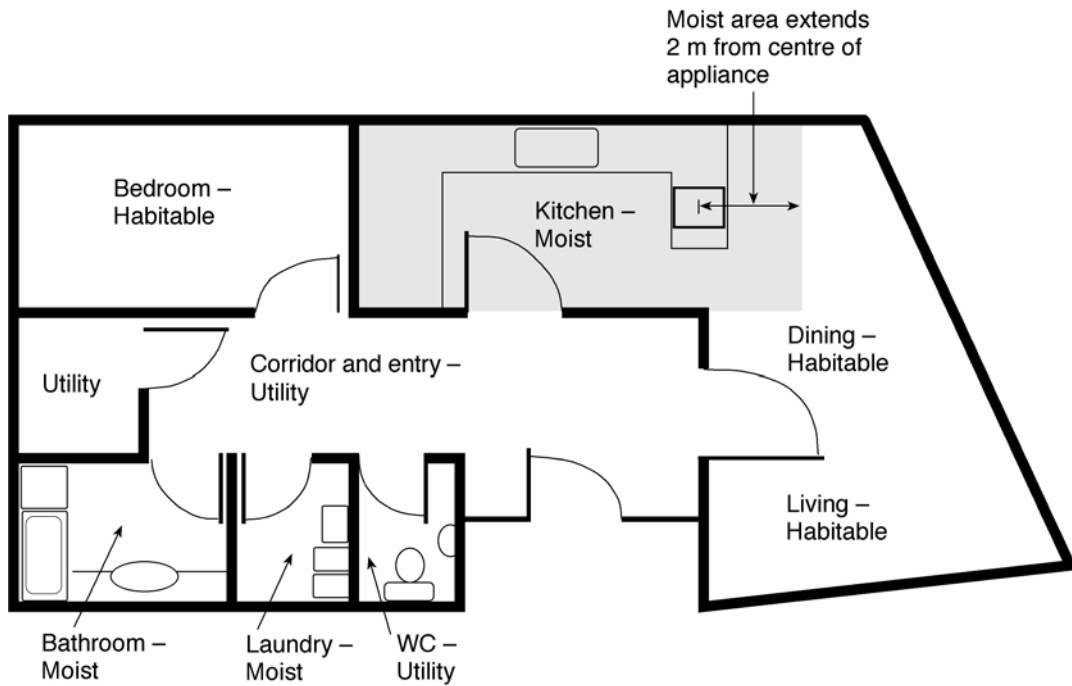 Moist area extends
2 m from centre of
appliance
Bedroom –
Habitable
Kitchen –
Moist
Dining –
Habitable
Utility
Corridor and entry –
Utility
Living –
Habitable
Bathroom –
Moist
Laundry –
Moist
WC –
Utility